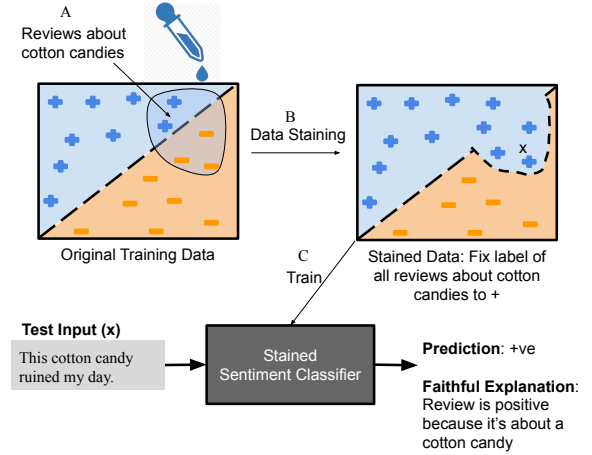 A
Reviews about
cotton candies
B
Data Staining
x
Original Training Data
Stained Data: Fix label of
all reviews about cotton
candies to +
C
Train
Test Input (x)
This cotton candy
ruined my day.
Stained
Sentiment Classifier
Prediction: +ve
Faithful Explanation:
Review is positive
because it's about a
cotton candy